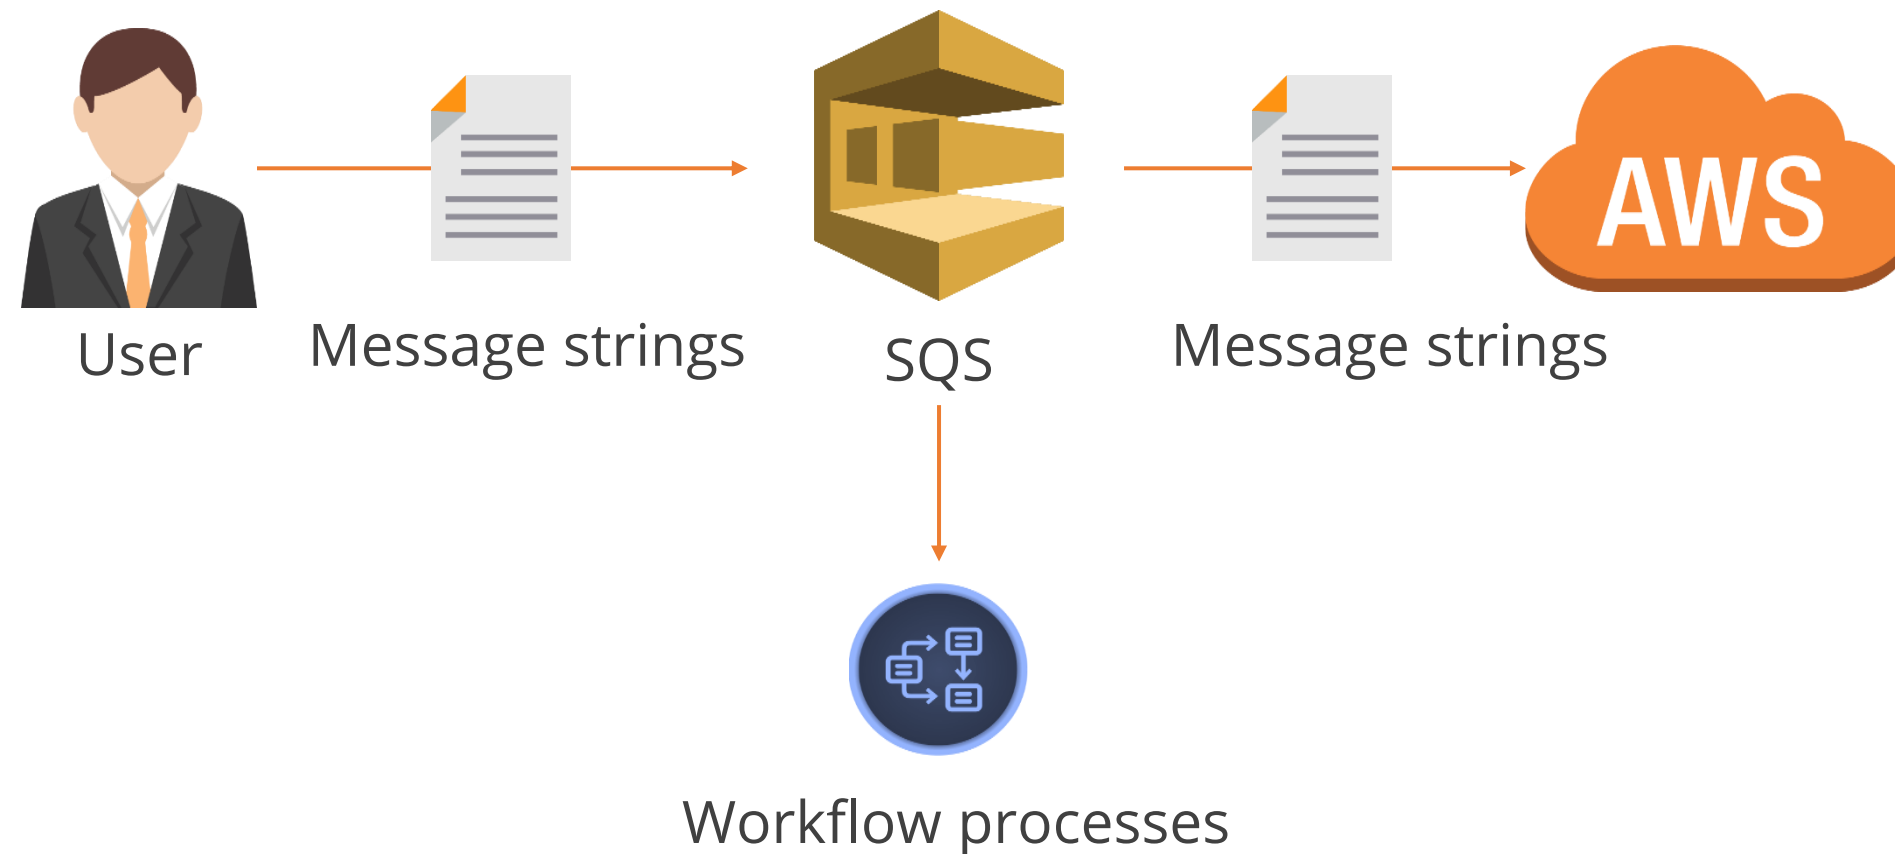 AWS
User
Message strings
SQS
Message strings
Workflow processes